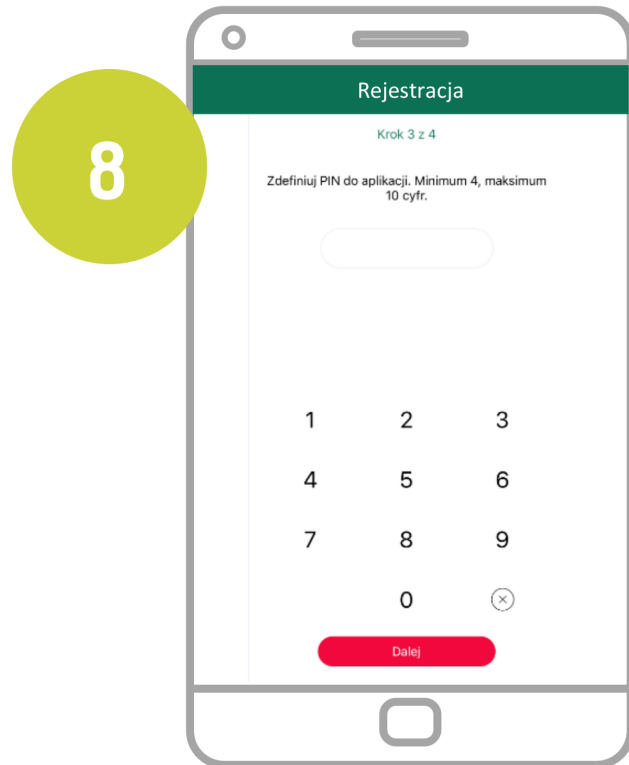 Rejestracja
8
Krok 3 z 4
Zdefiniuj PIN do aplikacji. Minimum 4, maksimum
10 cyfr.
1 2 3
4 5 6
7 8 9
0
Dalej